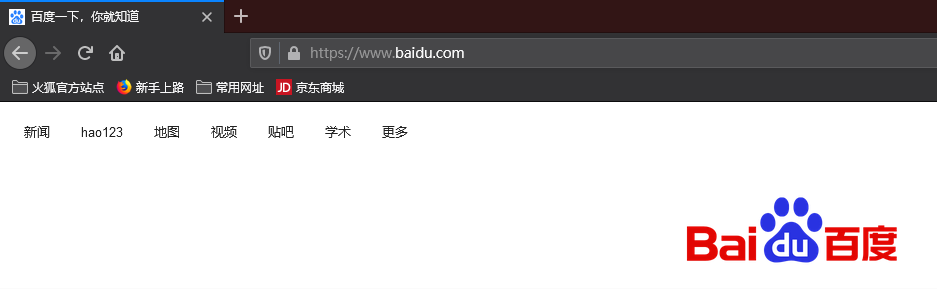 百度一下，你就知道
https://www.baidu.com
火狐官方站点 新手上路 常用网址 JD 京东商城
新闻 hao123 地图 视频 贴吧 学术 更多
Bai du 百度